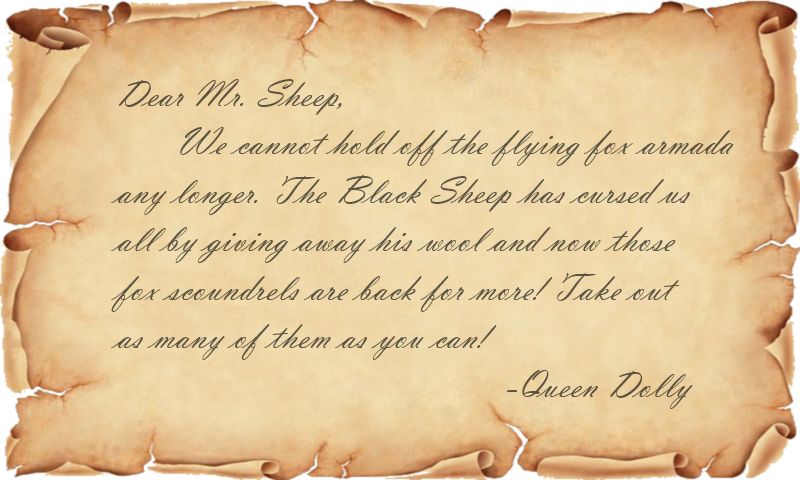 Dear Mr. Sheep,
We cannot hold off the flying fox armada
any longer. The Black Sheep has cursed us
all by giving away his wool and now those
fox scoundrels are back for more! Take out
as many of them as you can!
-Queen Dolly